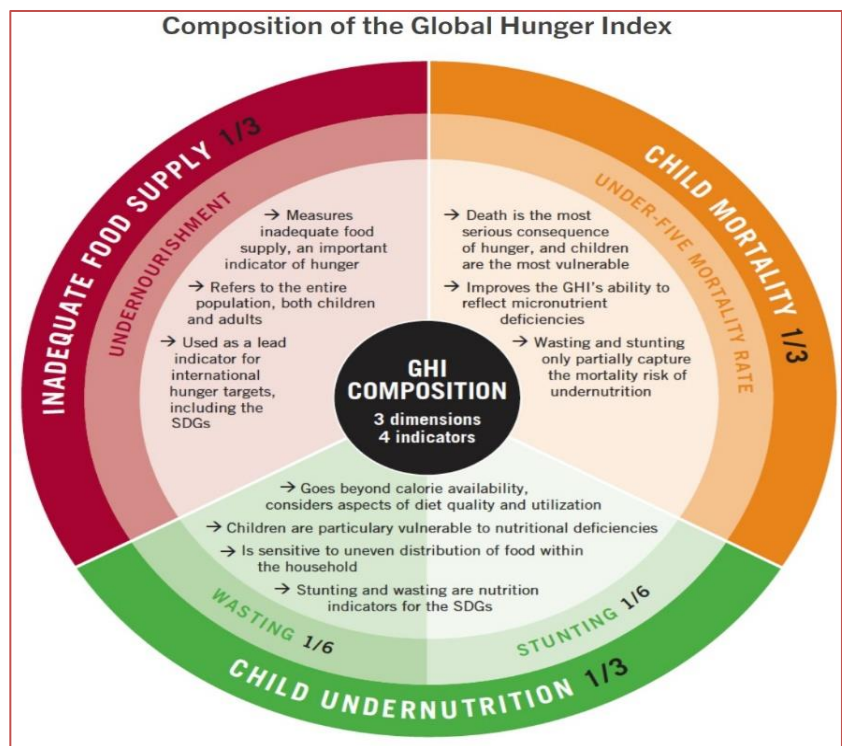 Composition of the Global Hunger Index
INADEQUATE FOOD SUPPLY 1/3
UNDERNOURISHMENT
→ Measures
inadequate food
supply, an important
indicator of hunger
→ Refers to the entire
population, both children
and adults
→ Used as a lead
indicator for
international
hunger targets,
including the
SDGs
CHILD MORTALITY 1/3
UNDER-FIVE MORTALITY RATE
→ Death is the most
serious consequence
of hunger, and children
are the most vulnerable
→ Improves the GHI's ability to
reflect micronutrient
deficiencies
→ Wasting and stunting
only partially capture
the mortality risk of
undernutrition
GHI
COMPOSITION
3 dimensions
4 indicators
→ Goes beyond calorie availability,
considers aspects of diet quality and utilization
→ Children are particulary vulnerable to nutritional deficiencies
→ Is sensitive to uneven distribution of food within
the household
→ Stunting and wasting are nutrition
indicators for the SDGs
WASTING 1/6
STUNTING 1/6
CHILD UNDERNUTRITION 1/3